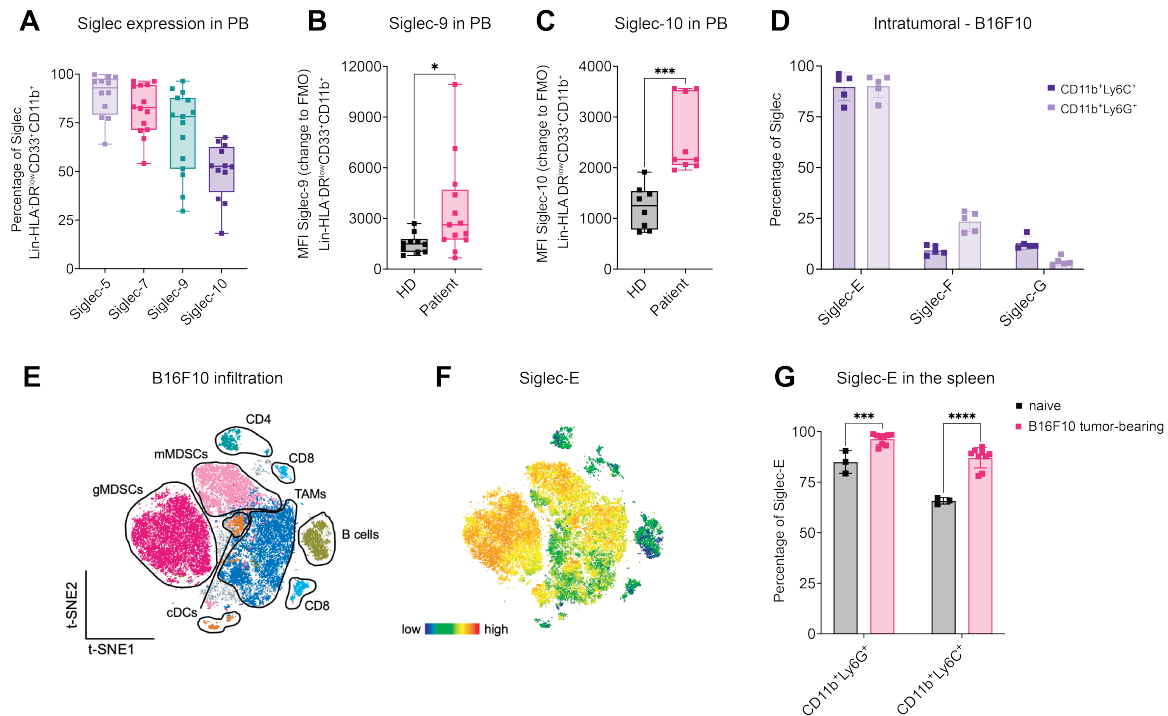 A Siglec expression in PB
Percentage of Siglec
Lin-HLA-DRlowCD33+CD11b+
100
75
50
25
0
Siglec-5
Siglec-7
Siglec-9
Siglec-10
B Siglec-9 in PB
MFI Siglec-9 (change to FMO)
Lin-HLA-DRlowCD33+CD11b+
12000
9000
6000
3000
0
*
HD
Patient
C Siglec-10 in PB
MFI Siglec-10 (change to FMO)
Lin-HLA-DRlowCD33+CD11b+
4000
3000
2000
1000
0
***
HD
Patient
D Intratumoral - B16F10
Percentage of Siglec
100
75
50
25
0
Siglec-E
Siglec-F
Siglec-G
CD11b+Ly6C+
CD11b+Ly6G+
E B16F10 infiltration
CD4
mMDSCs
CD8
gMDSCs
TAMs
B cells
cDCs
CD8
t-SNE2
t-SNE1
F Siglec-E
low high
G Siglec-E in the spleen
naive
B16F10 tumor-bearing
Percentage of Siglec-E
100
75
50
25
0
***
****
CD11b+Ly6G+
CD11b+Ly6C+